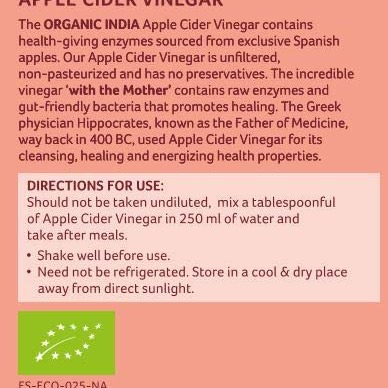 APPLE CIDER VINEGAR
The ORGANIC INDIA Apple Cider Vinegar contains
health-giving enzymes sourced from exclusive Spanish
apples. Our Apple Cider Vinegar is unfiltered,
non-pasteurized and has no preservatives. The incredible
vinegar ‘with the Mother’ contains raw enzymes and
gut-friendly bacteria that promotes healing. The Greek
physician Hippocrates, known as the Father of Medicine,
way back in 400 BC, used Apple Cider Vinegar for its
cleansing, healing and energizing health properties.
DIRECTIONS FOR USE:
Should not be taken undiluted, mix a tablespoonful
of Apple Cider Vinegar in 250 ml of water and
take after meals.
• Shake well before use.
• Need not be refrigerated. Store in a cool & dry place
away from direct sunlight.
ES-ECO-025-NA